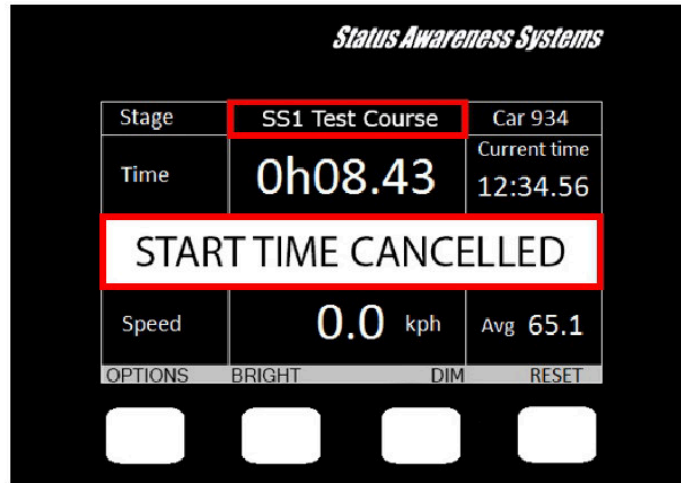 Status Awareness Systems
Stage SS1 Test Course Car 934
Time 0h08.43 Current time
12:34.56
START TIME CANCELLED
Speed 0.0 kph Avg 65.1
OPTIONS BRIGHT DIM RESET